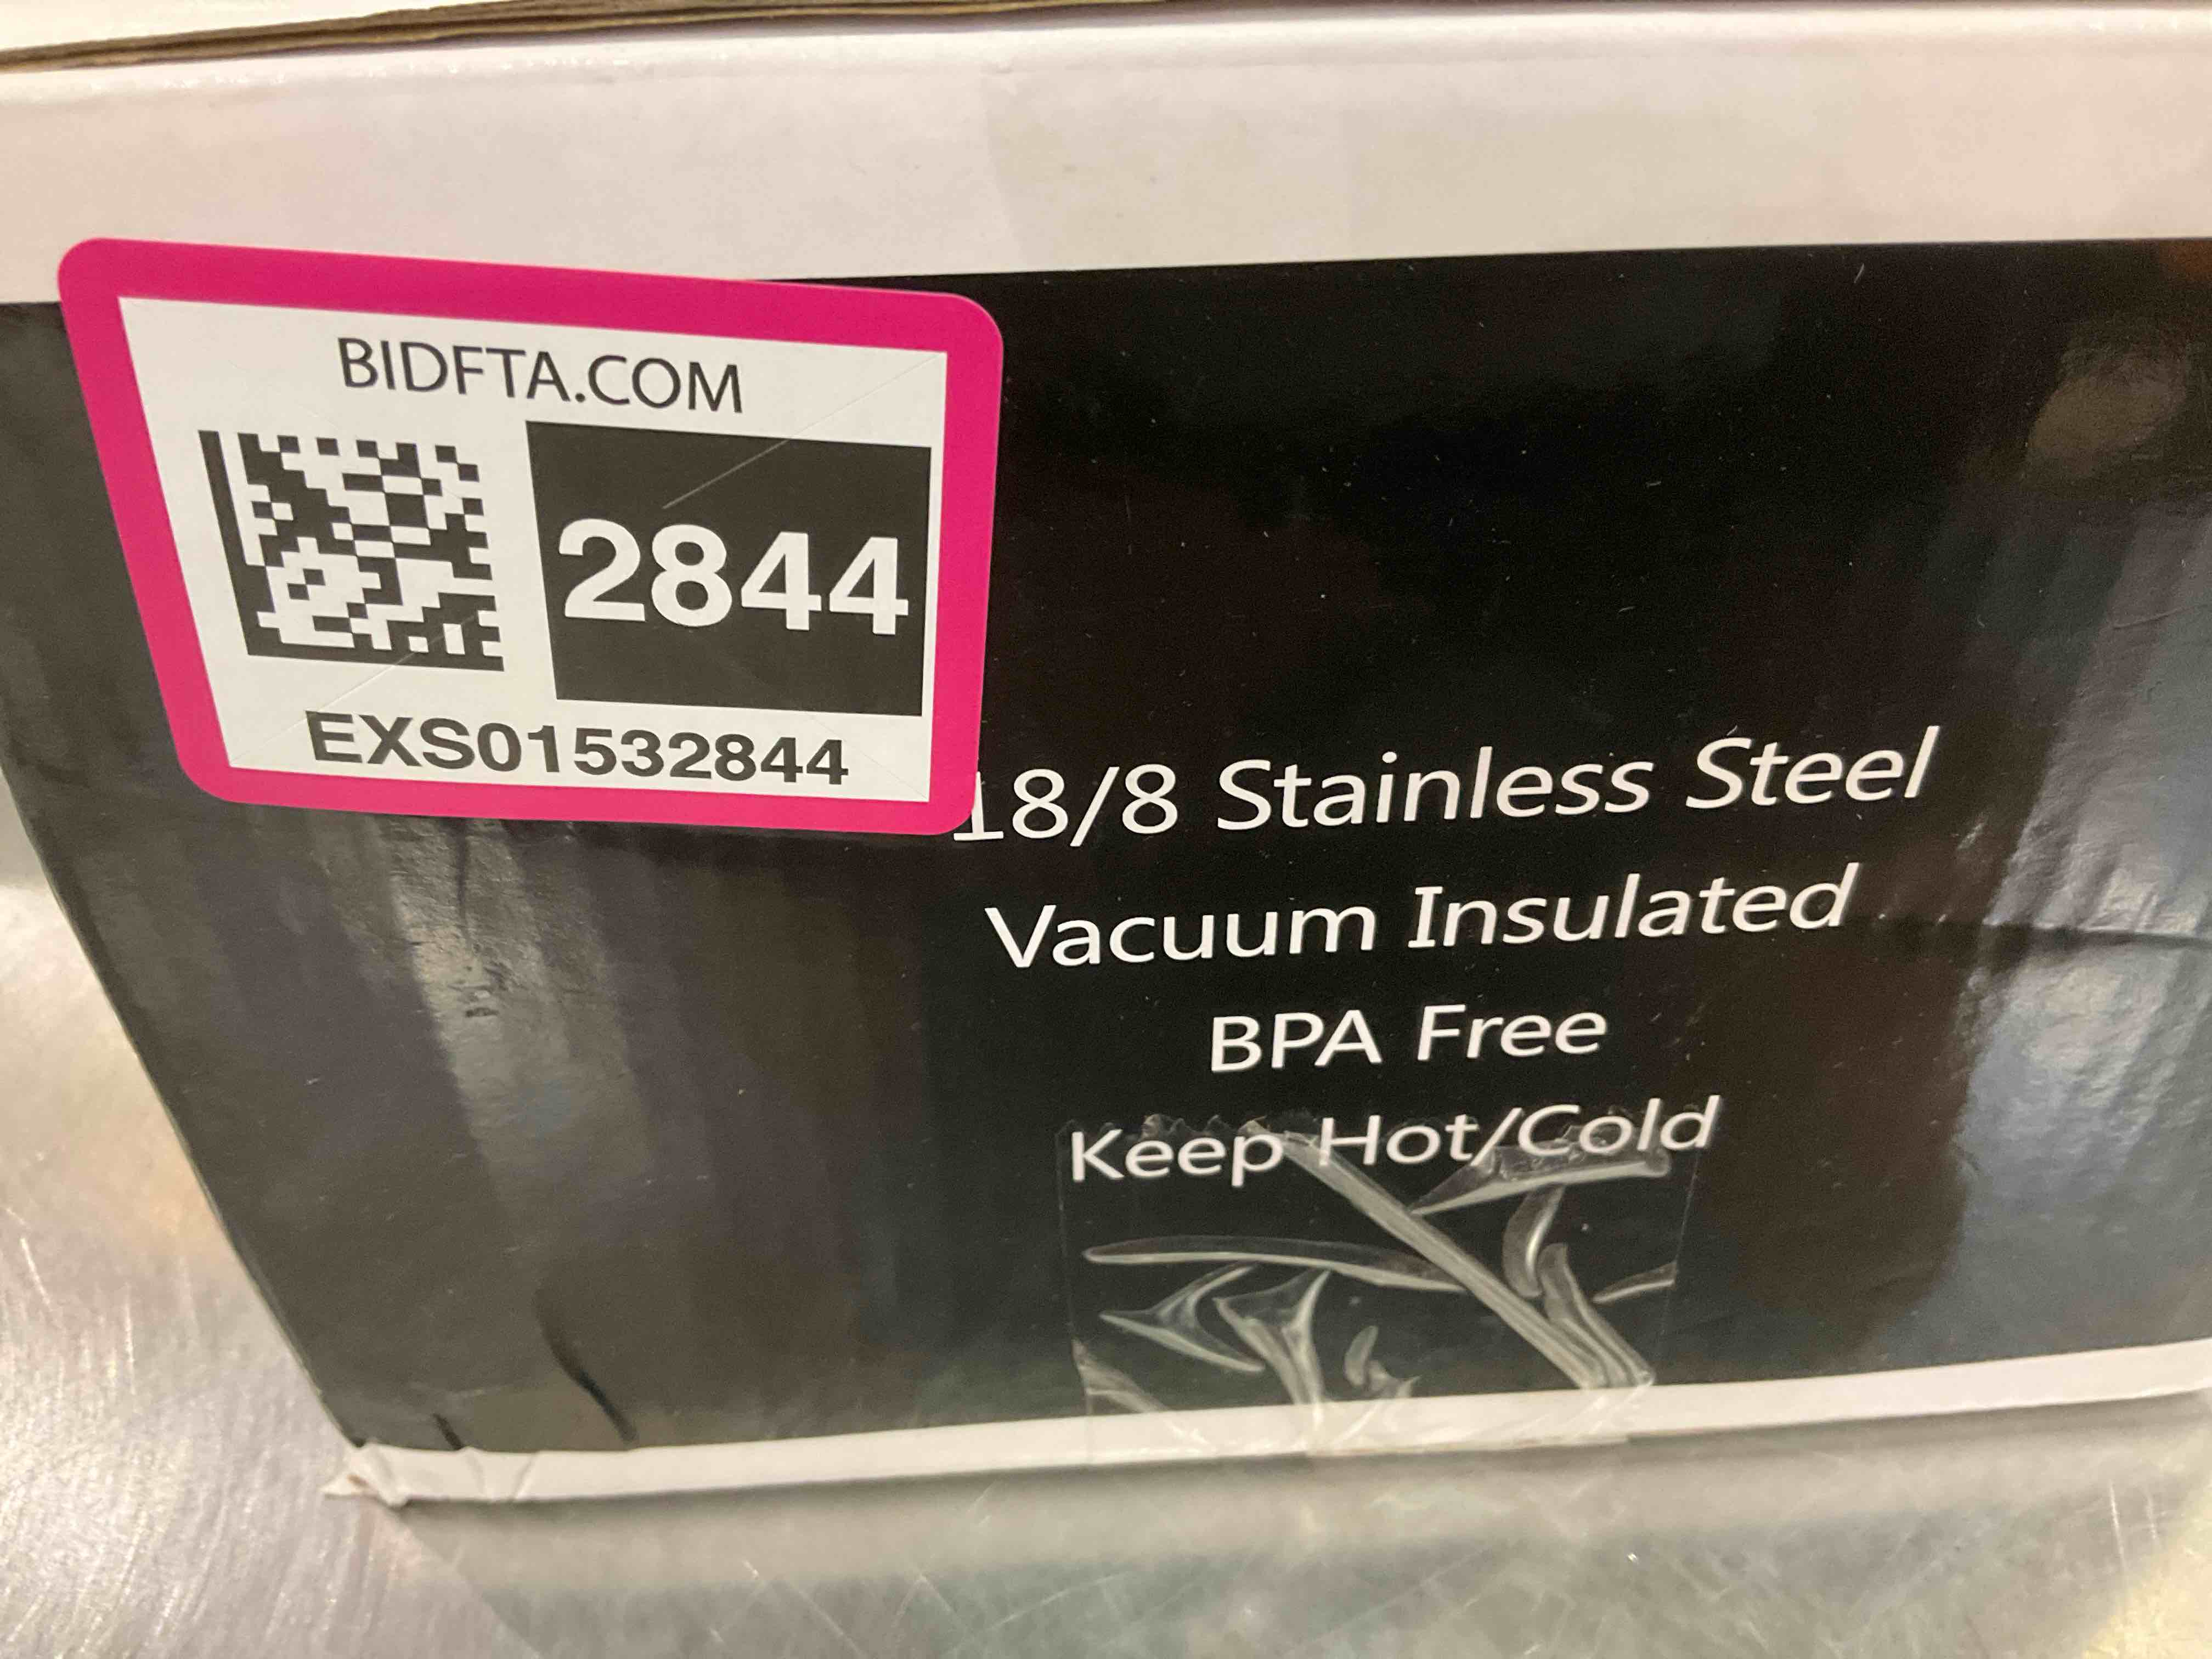 BIDFTA.COM
2844
EXS01532844
18/8 Stainless Steel
Vacuum Insulated
BPA Free
Keep Hot/Cold